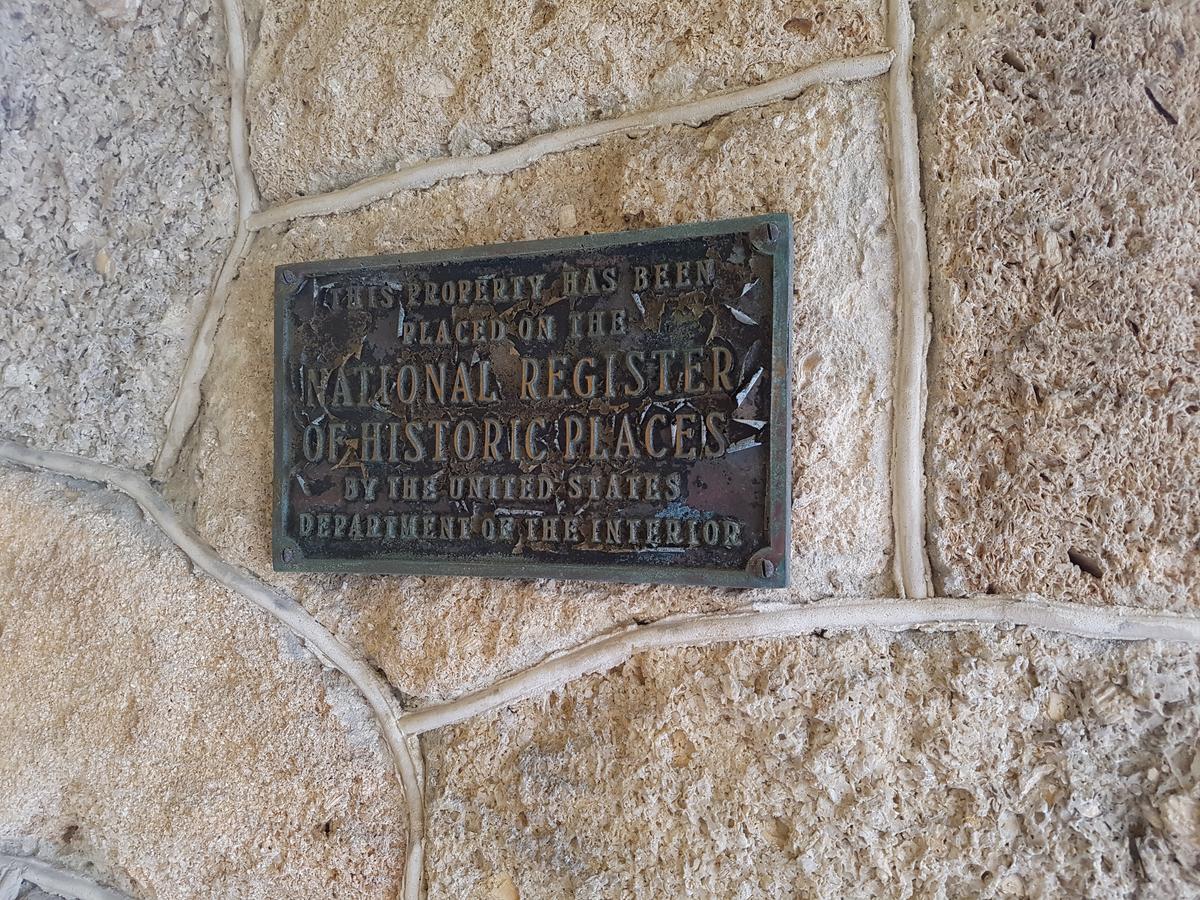 THIS PROPERTY HAS BEEN
PLACED ON THE
NATIONAL REGISTER
OF HISTORIC PLACES
BY THE UNITED STATES
DEPARTMENT OF THE INTERIOR